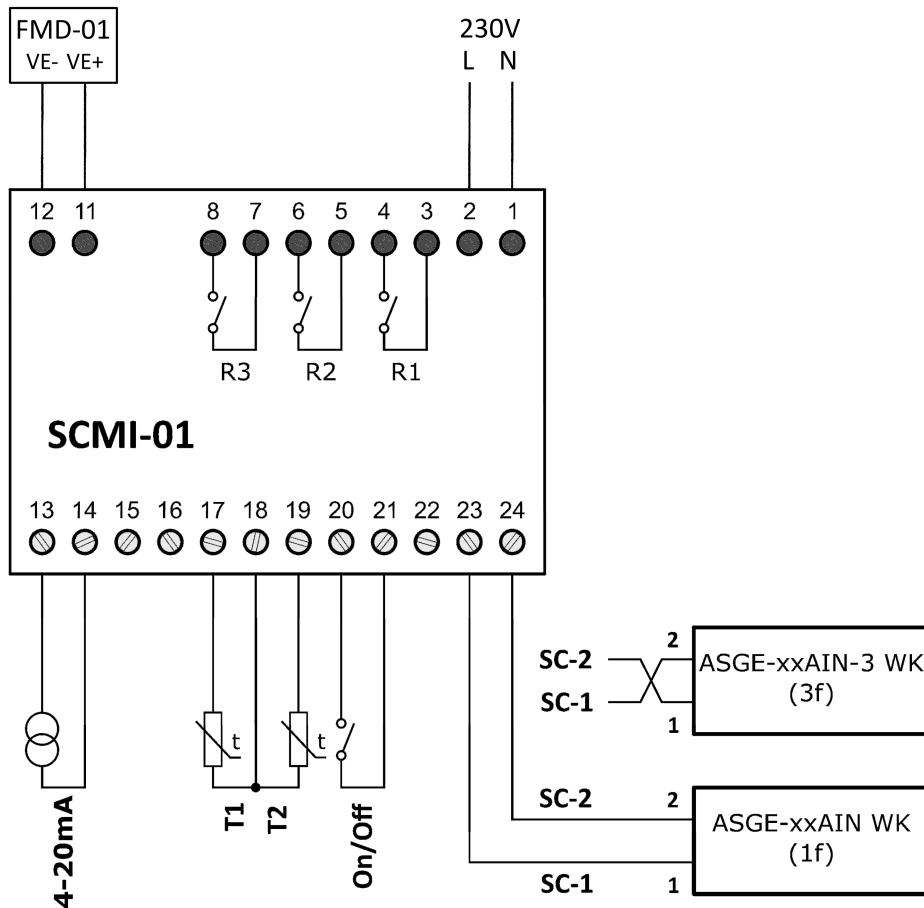 FMD-01
VE- VE+
230V
L N
12 11 8 7 6 5 4 3 2 1
R3 R2 R1
SCMI-01
13 14 15 16 17 18 19 20 21 22 23 24
4-20mA
t
T1
T2
t
On/Off
SC-2
2
ASGE-xxAIN-3 WK
(3f)
SC-1
1
SC-2
2
ASGE-xxAIN WK
(1f)
SC-1
1